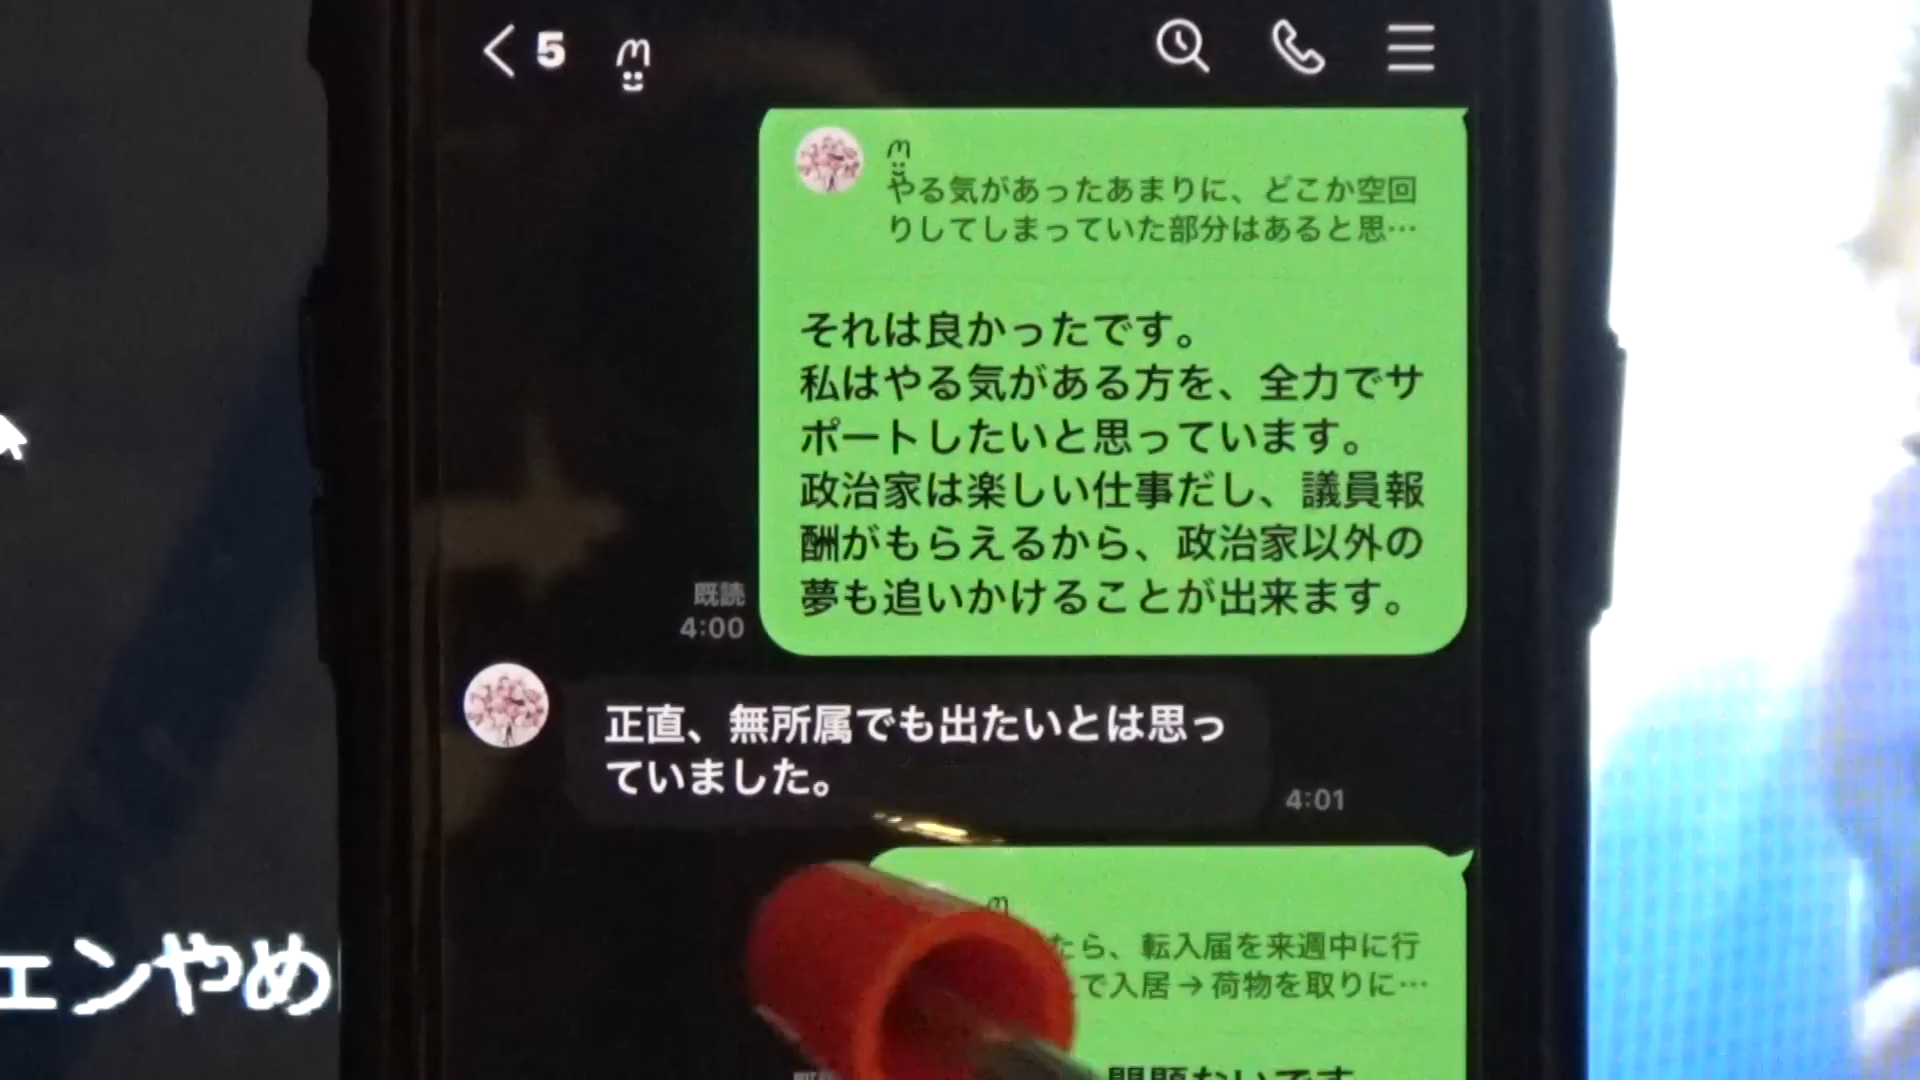 5 m
m
やる気があったあまりに、どこか空回
りしてしまっていた部分はあると思…
それは良かったです。
私はやる気がある方を、全力でサ
ポートしたいと思っています。
政治家は楽しい仕事だし、議員報
酬がもらえるから、政治家以外の
夢も追いかけることが出来ます。
既読
4:00
正直、無所属でも出たいとは思っ
ていました。
4:01
m
たら、転入届を来週中に行
で入居→荷物を取りに…
問題ないです
ェンやめ